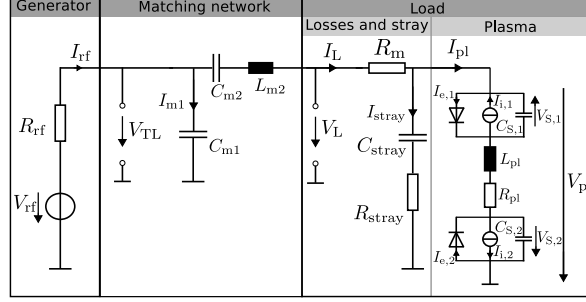 Generator Matching network Load
Losses and stray Plasma
I_rf I_L R_m I_pl
C_m2 L_m2
R_rf V_TL I_m1 C_m1 V_L I_stray C_stray
I_e,1 I_i,1 C_S,1 V_S,1
L_pl
V_rf R_stray R_pl V_p
I_e,2 C_S,2 I_i,2 V_S,2